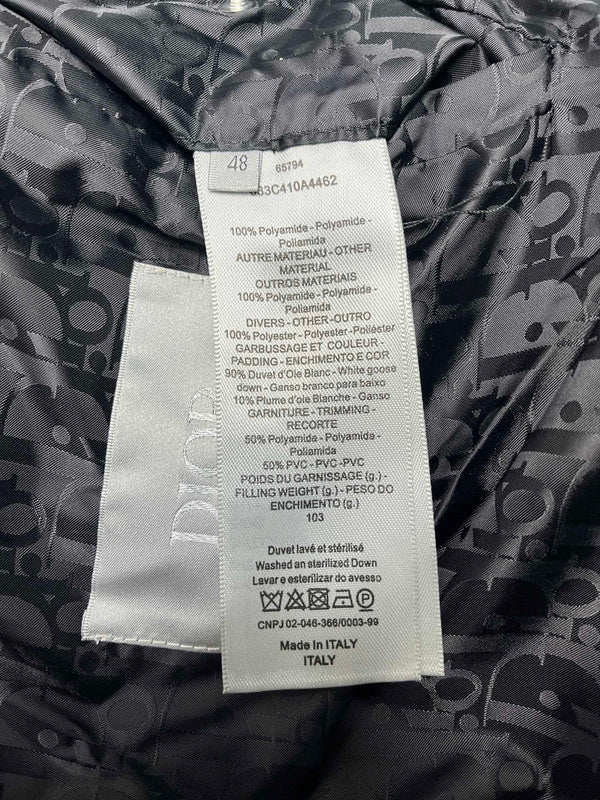 48
65794
033C410A4462
100% Polyamide - Polyamide -
Poliamida
AUTRE MATERIAU - OTHER
MATERIAL
OUTROS MATERIAIS
100% Polyamide - Polyamide -
Poliamida
DIVERS - OTHER - OUTRO
100% Polyester - Polyester - Poliéster
GARBUSSAGE ET COULEUR -
PADDING - ENCHIMENTO E COR
90% Duvet d'Oie Blanc - White goose
down - Ganso branco para baixo
10% Plume d'oie Blanche - Ganso
GARNITURE - TRIMMING -
RECORTE
50% Polyamide - Polyamide -
Poliamida
50% PVC - PVC -PVC
POIDS DU GARNISSAGE (g.) -
FILLING WEIGHT (g.) - PESO DO
ENCHIMENTO (g.)
103
Duvet lavé et stérilisé
Washed an sterilized Down
Lavar e esterilizar do avesso
CNPJ 02-046-366/0003-99
Made In ITALY
ITALY
DIOR